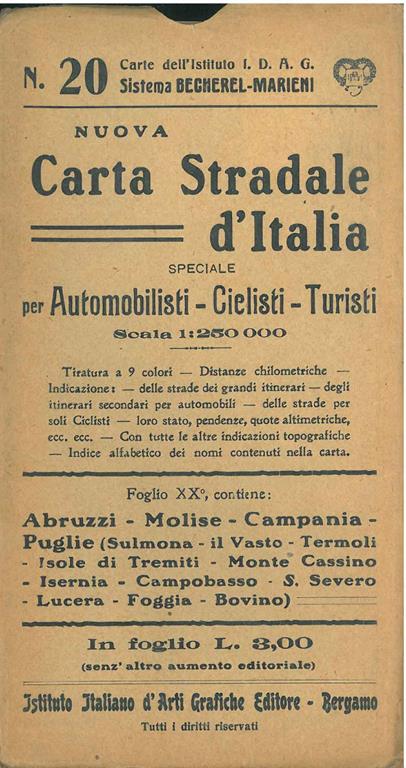 N. 20 Carte dell'Istituto I. D. A. G.
Sistema BECHEREL-MARIENI
NUOVA
Carta Stradale
d'Italia
SPECIALE
per Automobilisti - Ciclisti - Turisti
Scala 1:250 000
Tiratura a 9 colori — Distanze chilometriche —
Indicazione: — delle strade dei grandi itinerari — degli
itinerari secondari per automobili — delle strade per
soli Ciclisti — loro stato, pendenze, quote altimetriche,
ecc. ecc. — Con tutte le altre indicazioni topografiche
— Indice alfabetico dei nomi contenuti nella carta.
Foglio XXº, contiene:
Abruzzi - Molise - Campania -
Puglie (Sulmona - il Vasto - Termoli
- Isole di Tremiti - Monte Cassino
- Isernia - Campobasso - S. Severo
- Lucera - Foggia - Bovino)
In foglio L. 3,00
(senz' altro aumento editoriale)
Istituto Italiano d'Arti Grafiche Editore - Bergamo
Tutti i diritti riservati